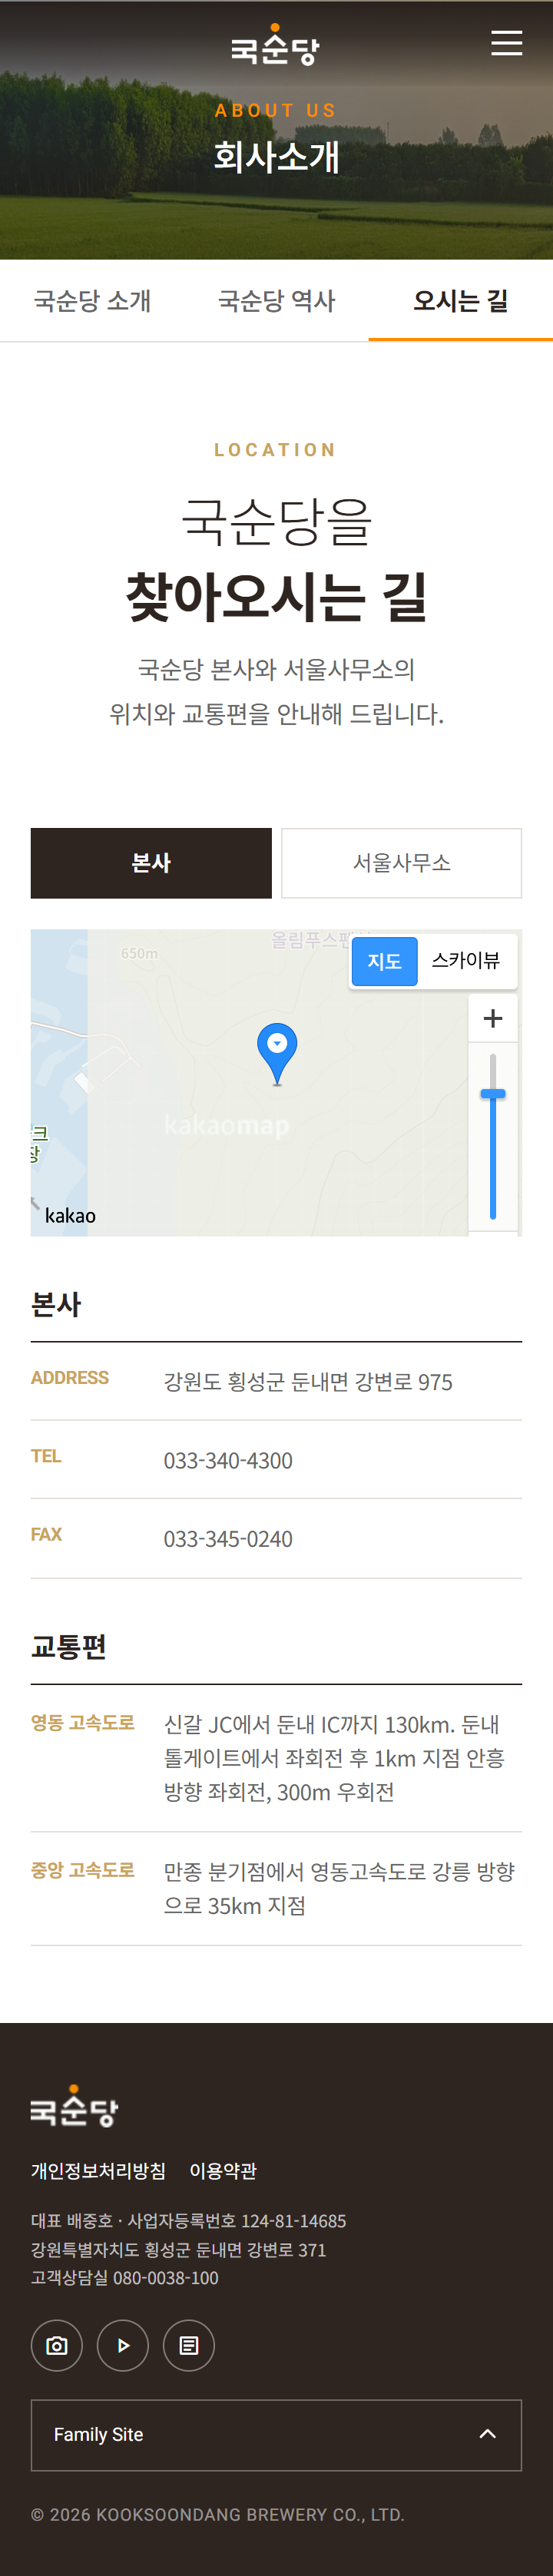 국순당
ABOUT US
회사소개
국순당 소개
국순당 역사
오시는 길
LOCATION
국순당을
찾아오시는 길
국순당 본사와 서울사무소의
위치와 교통편을 안내해 드립니다.
본사
서울사무소
650m
올림푸스펜
지도
스카이뷰
크
장
kakaomap
kakao
본사
ADDRESS
강원도 횡성군 둔내면 강변로 975
TEL
033-340-4300
FAX
033-345-0240
교통편
영동 고속도로
신갈 JC에서 둔내 IC까지 130km. 둔내
톨게이트에서 좌회전 후 1km 지점 안흥
방향 좌회전, 300m 우회전
중앙 고속도로
만종 분기점에서 영동고속도로 강릉 방향
으로 35km 지점
국순당
개인정보처리방침 이용약관
대표 배중호 · 사업자등록번호 124-81-14685
강원특별자치도 횡성군 둔내면 강변로 371
고객상담실 080-0038-100
Family Site
© 2026 KOOKSOONDANG BREWERY CO., LTD.